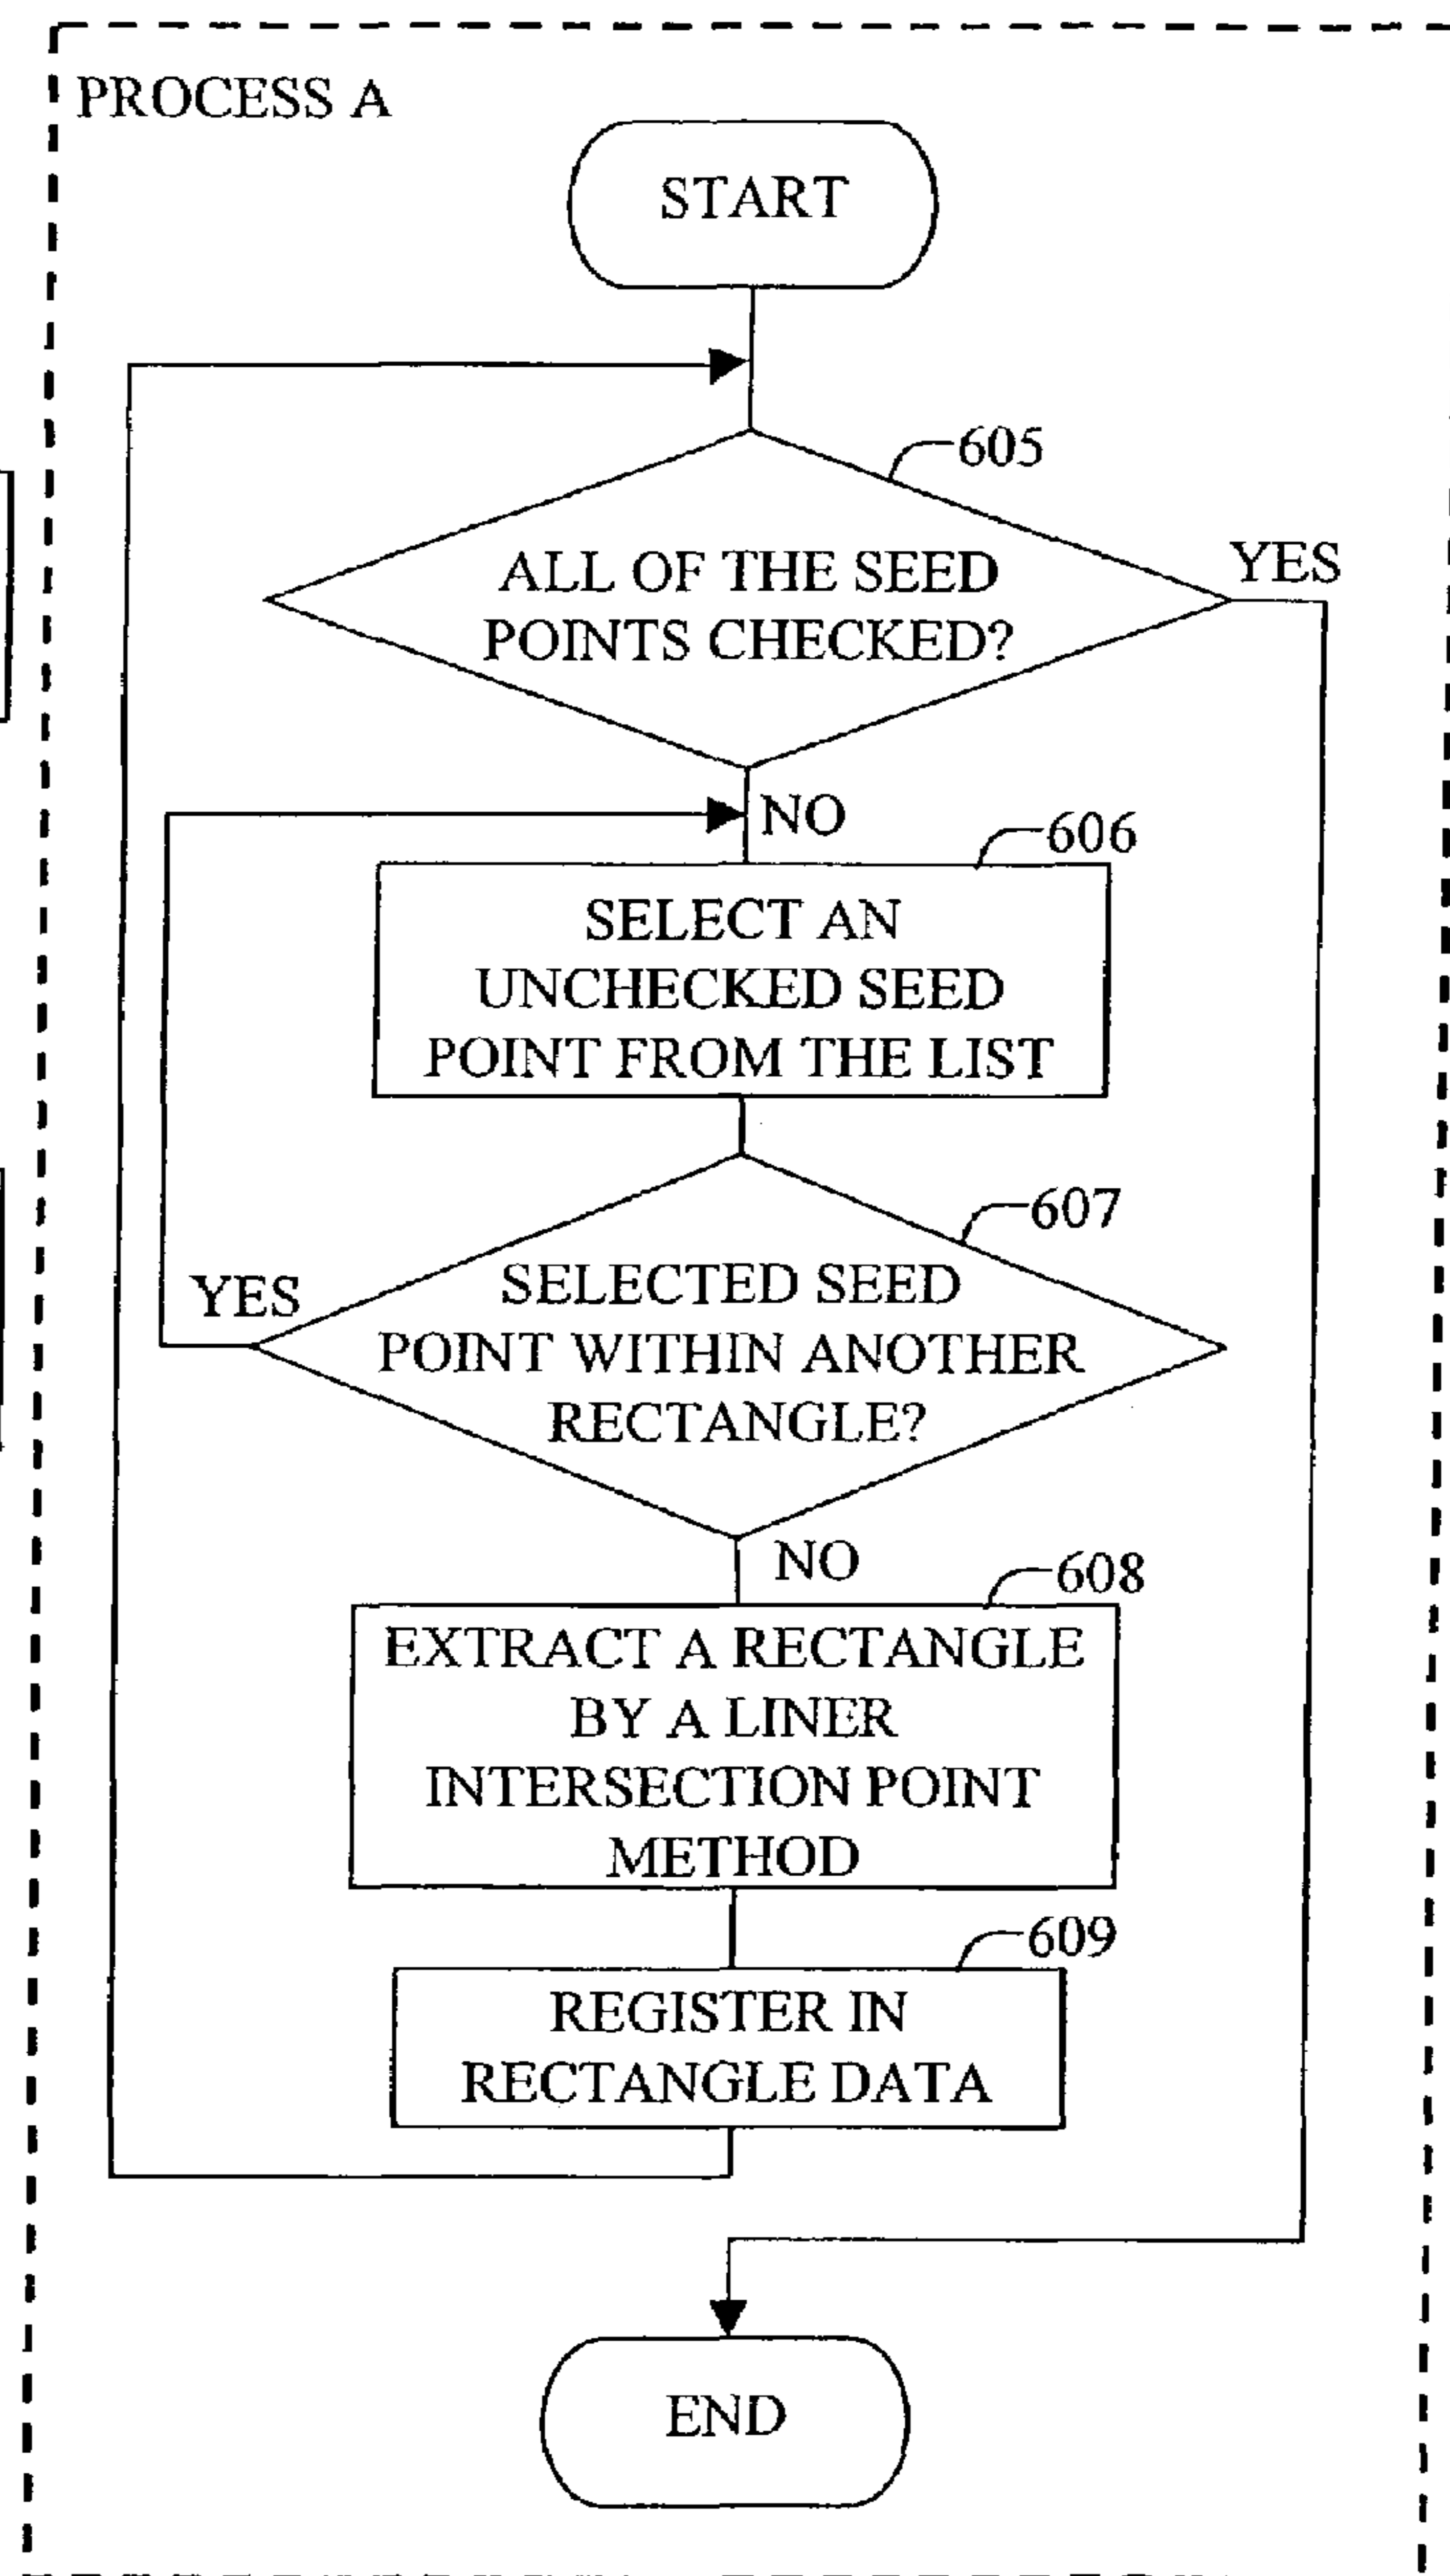 PROCESS A
START
605
ALL OF THE SEED
POINTS CHECKED?
YES
NO
606
SELECT AN
UNCHECKED SEED
POINT FROM THE LIST
607
YES
SELECTED SEED
POINT WITHIN ANOTHER
RECTANGLE?
NO
608
EXTRACT A RECTANGLE
BY A LINER
INTERSECTION POINT
METHOD
609
REGISTER IN
RECTANGLE DATA
END